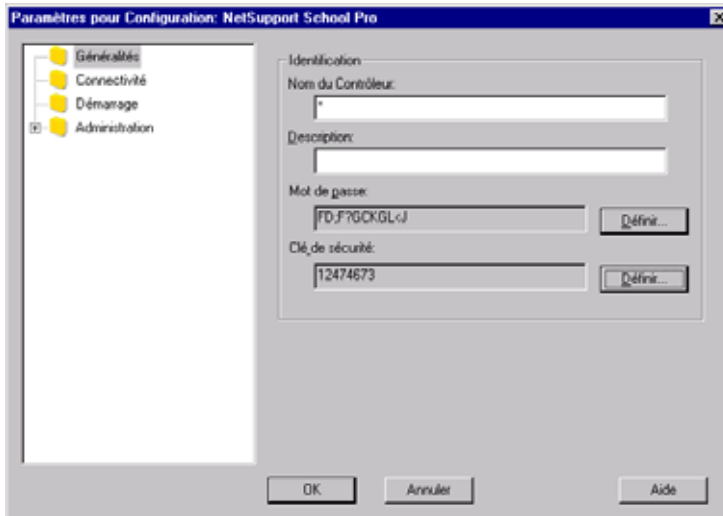 Paramètres pour Configuration: NetSupport School Pro
Généralités
Connectivité
Démarrage
Administration
Identification
Nom du Contrôleur:
*
Description:
Mot de passe:
FD;F?GCKGL<J
Définir...
Clé de sécurité:
12474673
Définir...
OK
Annuler
Aide